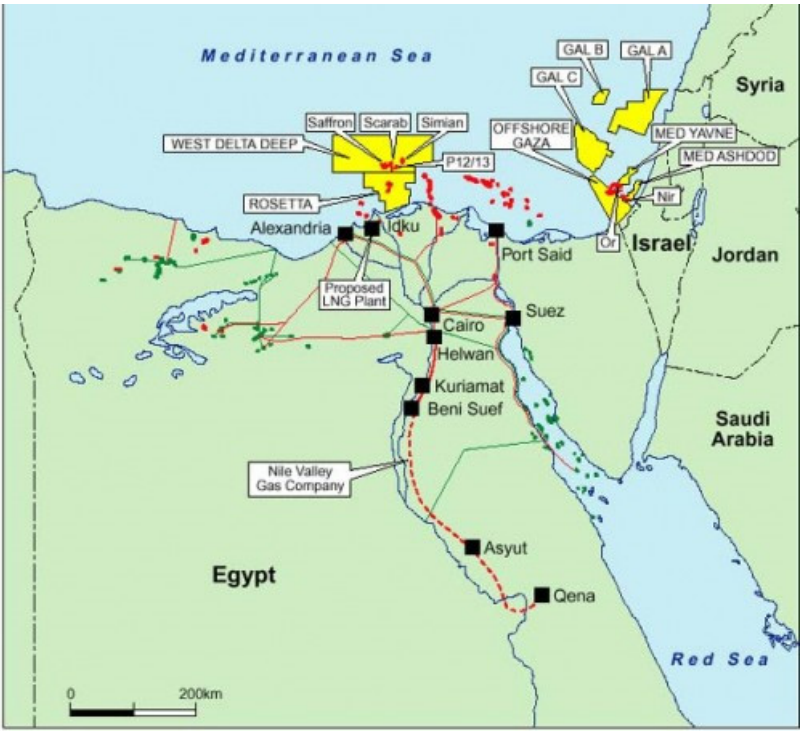 Mediterranean Sea
GAL B
GAL A
GAL C
Syria
Saffron
Scarab
Simian
OFFSHORE
GAZA
MED YAVNE
WEST DELTA DEEP
P12/13
MED ASHDOD
ROSETTA
Nir
Alexandria
Idku
Or
Israel
Port Said
Jordan
Proposed
LNG Plant
Cairo
Suez
Helwan
Kuriamat
Beni Suef
Saudi
Arabia
Nile Valley
Gas Company
Asyut
Egypt
Qena
Red Sea
0
200km